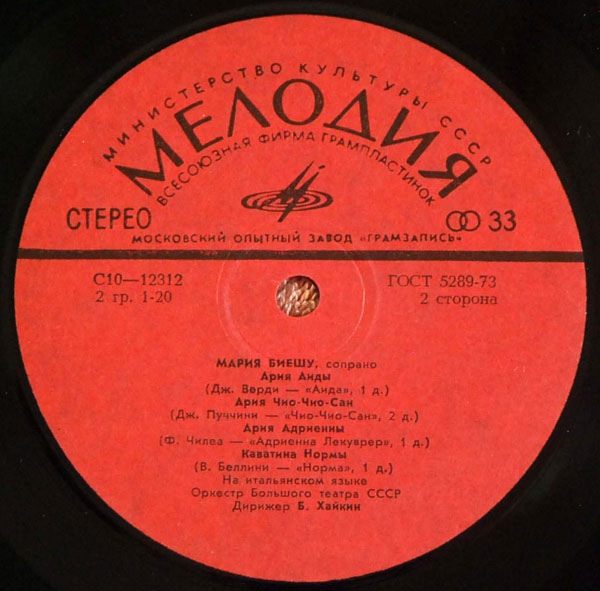 МИНИСТЕРСТВО КУЛЬТУРЫ СССР
МЕЛОДИЯ
ВСЕСОЮЗНАЯ ФИРМА ГРАМПЛАСТИНОК
СТЕРЕО 33
МОСКОВСКИЙ ОПЫТНЫЙ ЗАВОД «ГРАМЗАПИСЬ»
С10—12312 ГОСТ 5289-73
2 гр. 1-20 2 сторона
МАРИЯ БИЕШУ, сопрано
Ария Аиды
(Дж. Верди — «Аида», 1 д.)
Ария Чио-Чио-Сан
(Дж. Пуччини — «Чио-Чио-Сан», 2 д.)
Ария Адриенны
(Ф. Чилеа — «Адриенна Лекуврер», 1 д.)
Каватина Нормы
(В. Беллини — «Норма», 1 д.)
На итальянском языке
Оркестр Большого театра СССР
Дирижер Б. Хайкин